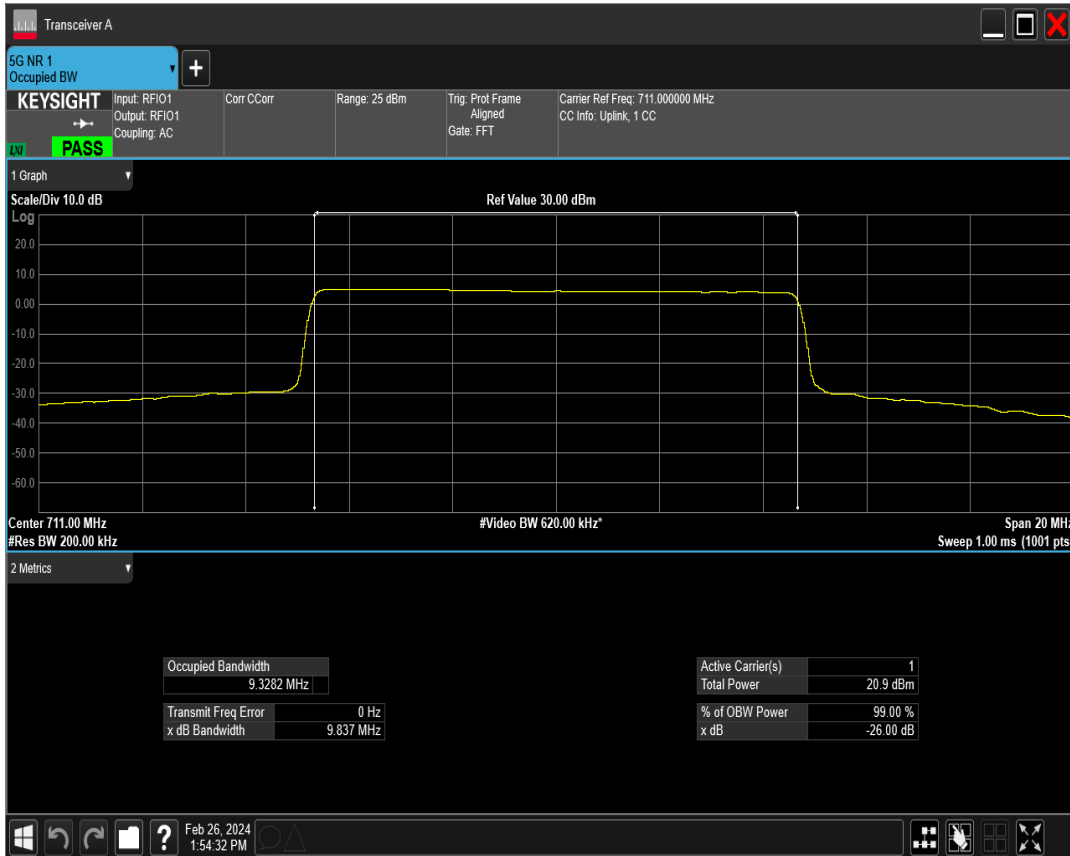 Transceiver A
5G NR 1
Occupied BW
KEYSIGHT
LXI
PASS
Input: RFIO1
Output: RFIO1
Coupling: AC
Corr CCorr
Range: 25 dBm
Trig: Prot Frame
Aligned
Gate: FFT
Carrier Ref Freq: 711.000000 MHz
CC Info: Uplink, 1 CC
1 Graph
Scale/Div 10.0 dB
Ref Value 30.00 dBm
Log
20.0
10.0
0.00
-10.0
-20.0
-30.0
-40.0
-50.0
-60.0
Center 711.00 MHz
#Video BW 620.00 kHz*
Span 20 MHz
#Res BW 200.00 kHz
Sweep 1.00 ms (1001 pts
2 Metrics
Occupied Bandwidth
9.3282 MHz
Transmit Freq Error 0 Hz
x dB Bandwidth 9.837 MHz
Active Carrier(s) 1
Total Power 20.9 dBm
% of OBW Power 99.00 %
x dB -26.00 dB
Feb 26, 2024
1:54:32 PM